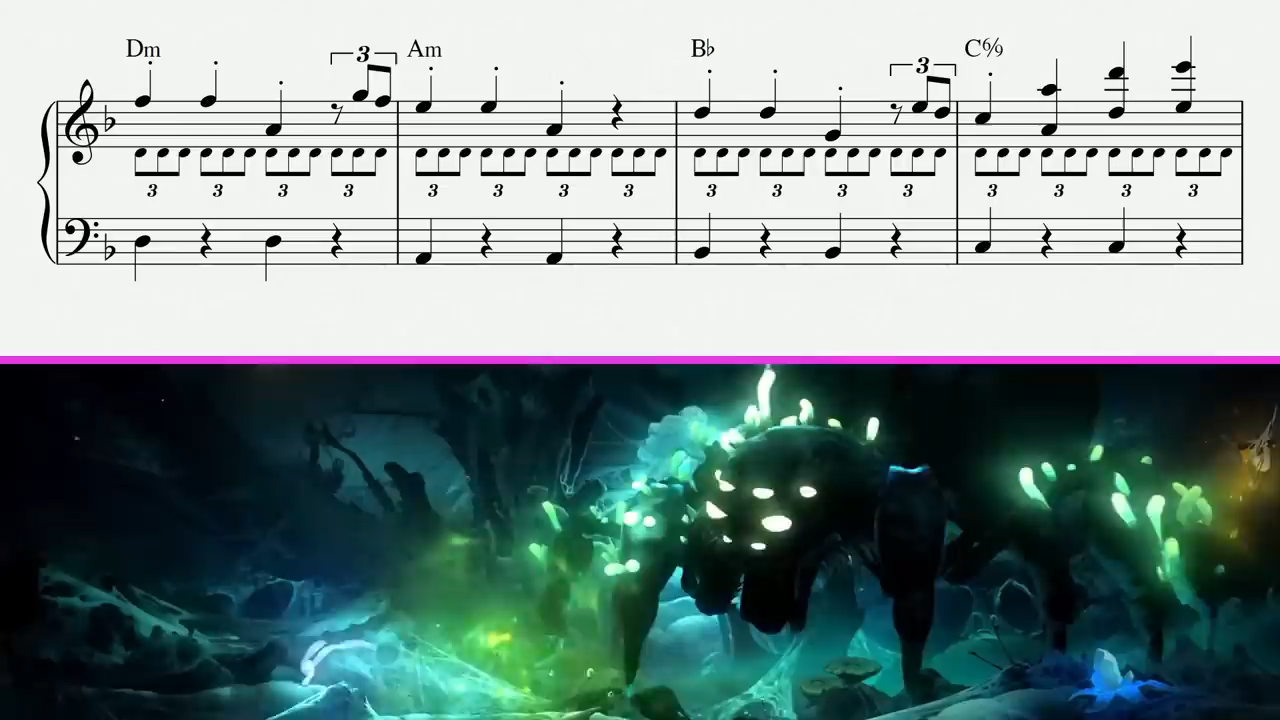 Dm Am B♭ C6/9
3 3
3 3 3 3 3 3 3 3 3 3 3 3 3 3 3 3